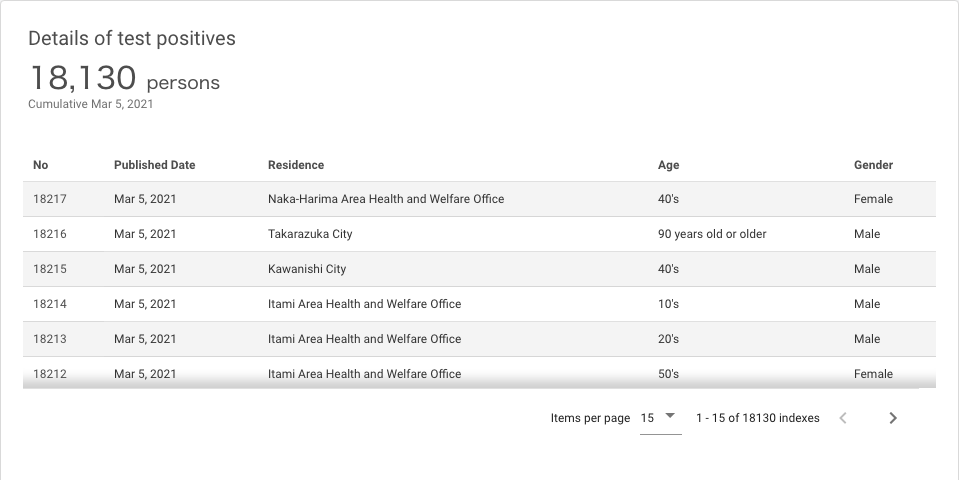 Details of test positives
18,130 persons
Cumulative Mar 5, 2021
No Published Date Residence Age Gender
18217 Mar 5, 2021 Naka-Harima Area Health and Welfare Office 40's Female
18216 Mar 5, 2021 Takarazuka City 90 years old or older Male
18215 Mar 5, 2021 Kawanishi City 40's Male
18214 Mar 5, 2021 Itami Area Health and Welfare Office 10's Male
18213 Mar 5, 2021 Itami Area Health and Welfare Office 20's Male
18212 Mar 5, 2021 Itami Area Health and Welfare Office 50's Female
Items per page 15 1 - 15 of 18130 indexes